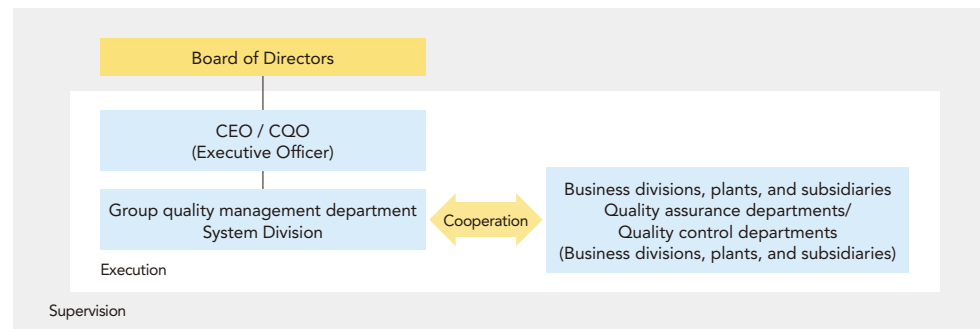 Board of Directors
CEO / CQO
(Executive Officer)
Group quality management department
System Division
Cooperation
Business divisions, plants, and subsidiaries
Quality assurance departments/
Quality control departments
(Business divisions, plants, and subsidiaries)
Execution
Supervision